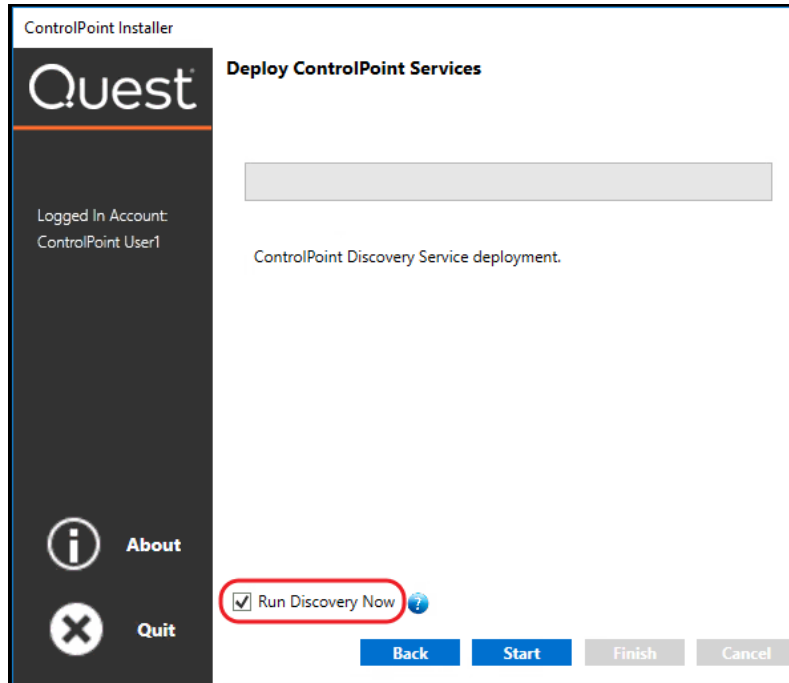 ControlPoint Installer
Quest
Deploy ControlPoint Services
Logged In Account:
ControlPoint User1
ControlPoint Discovery Service deployment.
About
Run Discovery Now ?
Quit
Back Start Finish Cancel